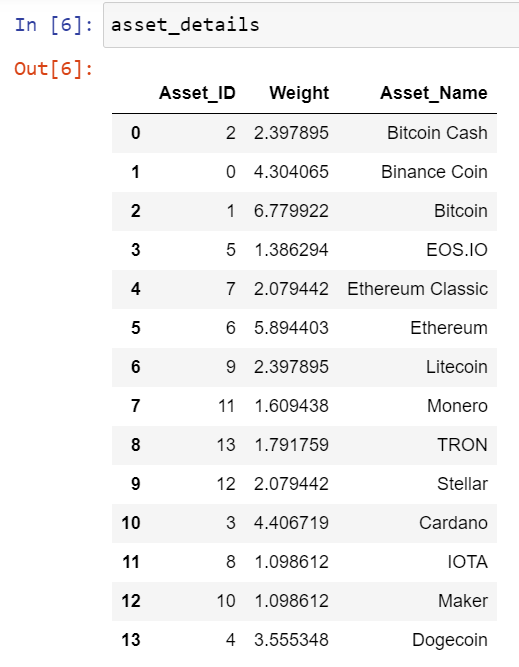 In [6]: asset_details
Out[6]:
Asset_ID Weight Asset_Name
0 2 2.397895 Bitcoin Cash
1 0 4.304065 Binance Coin
2 1 6.779922 Bitcoin
3 5 1.386294 EOS.IO
4 7 2.079442 Ethereum Classic
5 6 5.894403 Ethereum
6 9 2.397895 Litecoin
7 11 1.609438 Monero
8 13 1.791759 TRON
9 12 2.079442 Stellar
10 3 4.406719 Cardano
11 8 1.098612 IOTA
12 10 1.098612 Maker
13 4 3.555348 Dogecoin